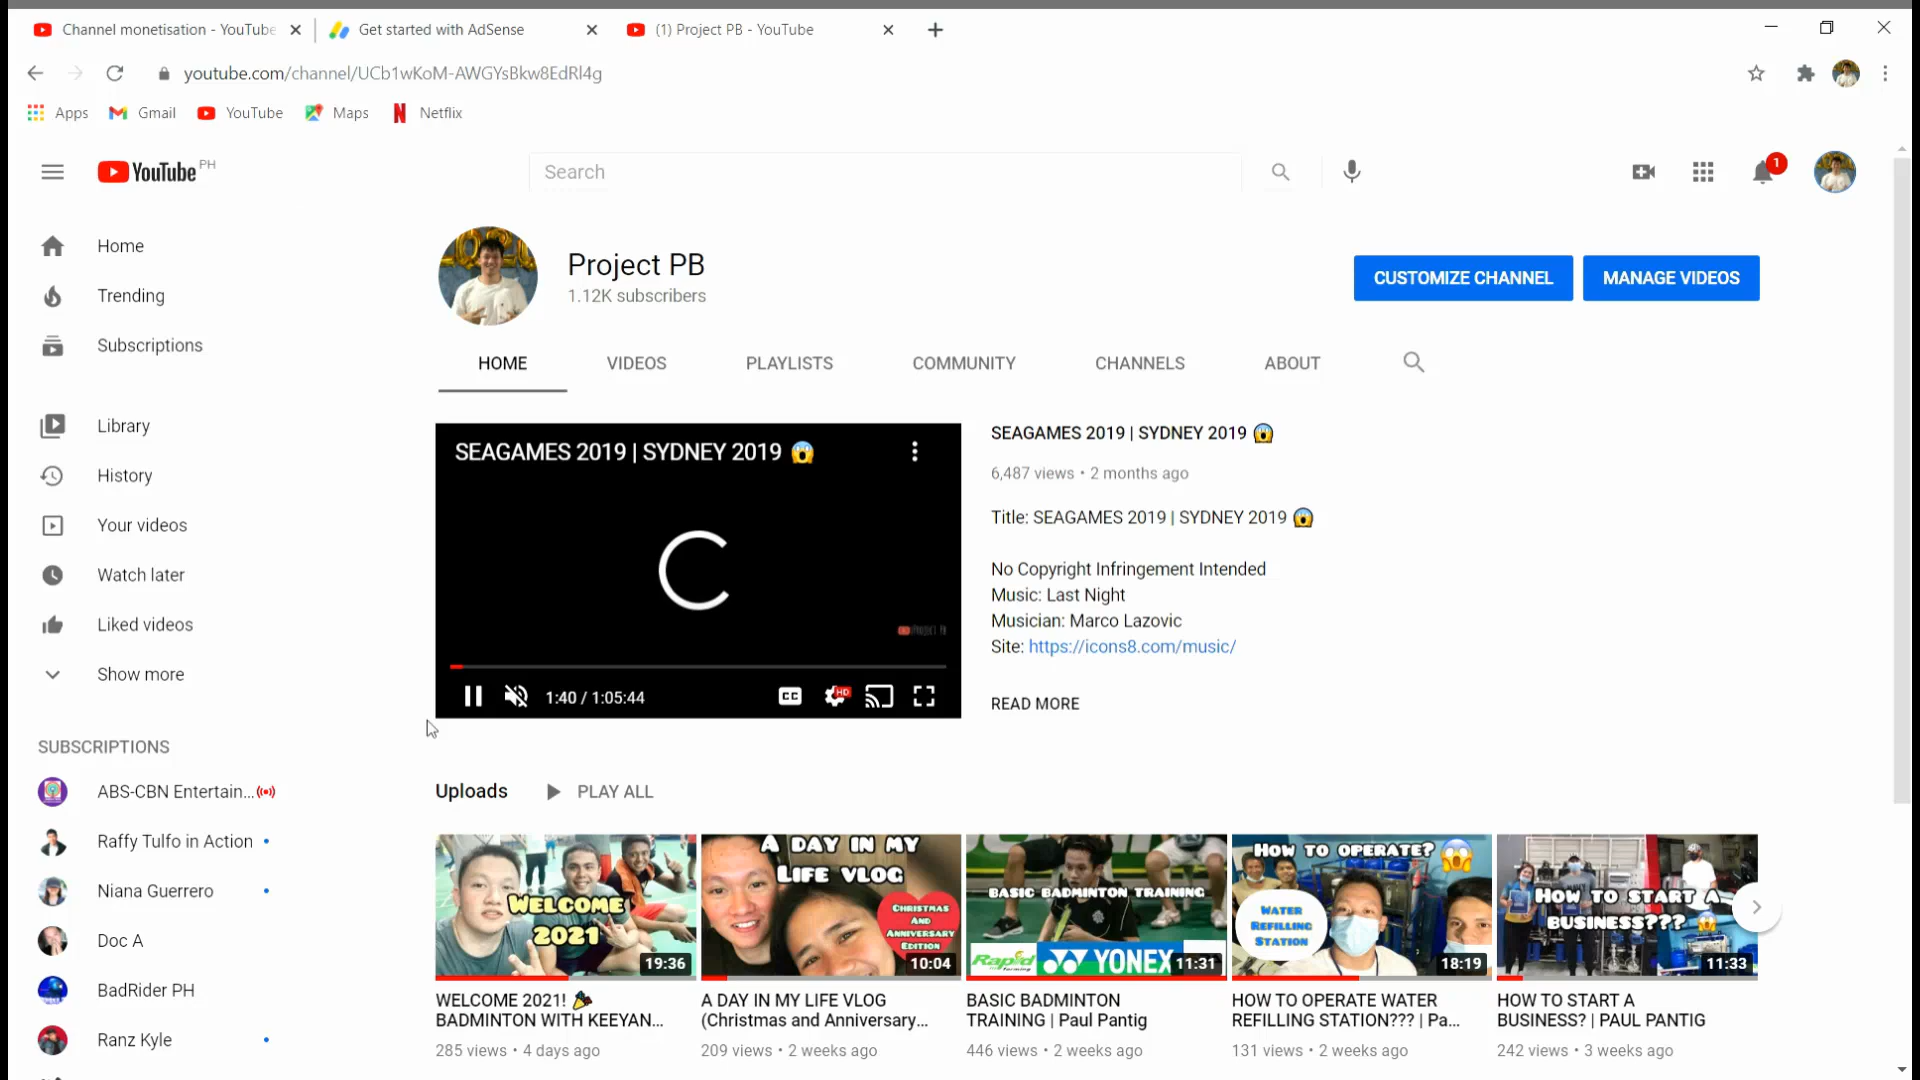 Channel monetisation - YouTube
Get started with AdSense
(1) Project PB - YouTube
youtube.com/channel/UCb1wKoM-AWGYsBkw8EdRl4g
Apps
Gmail
YouTube
Maps
Netflix
YouTube PH
Search
1
Home
Trending
Subscriptions
Library
History
Your videos
Watch later
Liked videos
Show more
SUBSCRIPTIONS
ABS-CBN Entertain...
Raffy Tulfo in Action
Niana Guerrero
Doc A
BadRider PH
Ranz Kyle
Project PB
1.12K subscribers
CUSTOMIZE CHANNEL
MANAGE VIDEOS
HOME
VIDEOS
PLAYLISTS
COMMUNITY
CHANNELS
ABOUT
SEAGAMES 2019 | SYDNEY 2019 😱
PROJECT PB
1:40 / 1:05:44
CC
HD
SEAGAMES 2019 | SYDNEY 2019 😱
6,487 views • 2 months ago
Title: SEAGAMES 2019 | SYDNEY 2019 😱
No Copyright Infringement Intended
Music: Last Night
Musician: Marco Lazovic
Site: https://icons8.com/music/
READ MORE
Uploads
PLAY ALL
WELCOME
2021
19:36
WELCOME 2021! 🎉
BADMINTON WITH KEEYAN...
285 views • 4 days ago
A DAY IN MY
LIFE VLOG
CHRISTMAS
AND
ANNIVERSARY
EDITION
10:04
A DAY IN MY LIFE VLOG
(Christmas and Anniversary...
209 views • 2 weeks ago
BASIC BADMINTON TRAINING
Rapid
YONEX
11:31
BASIC BADMINTON
TRAINING | Paul Pantig
446 views • 2 weeks ago
HOW TO OPERATE?
WATER
REFILLING
STATION
18:19
HOW TO OPERATE WATER
REFILLING STATION??? | Pa...
131 views • 2 weeks ago
HOW TO START A
BUSINESS???
11:33
HOW TO START A
BUSINESS? | PAUL PANTIG
242 views • 3 weeks ago